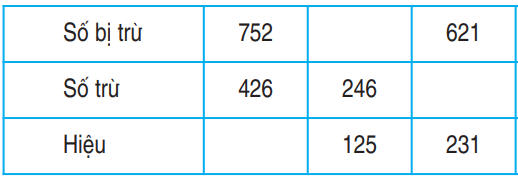 Số bị trừ 752 621
Số trừ 426 246
Hiệu 125 231